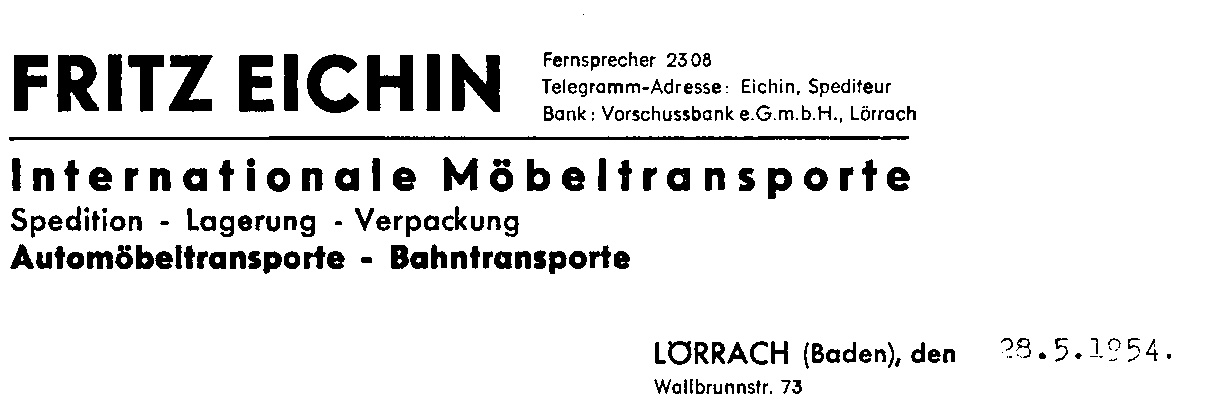 FRITZ EICHIN
Fernsprecher 2308
Telegramm-Adresse: Eichin, Spediteur
Bank: Vorschussbank e.G.m.b.H., Lörrach
Internationale Möbeltransporte
Spedition - Lagerung - Verpackung
Automöbeltransporte - Bahntransporte
LÖRRACH (Baden), den 28.5.1954.
Wallbrunnstr. 73